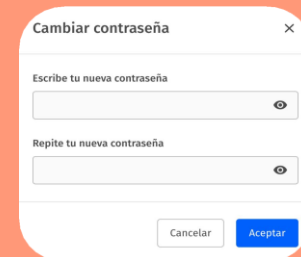 Cambiar contraseña
Escribe tu nueva contraseña
Repite tu nueva contraseña
Cancelar Aceptar